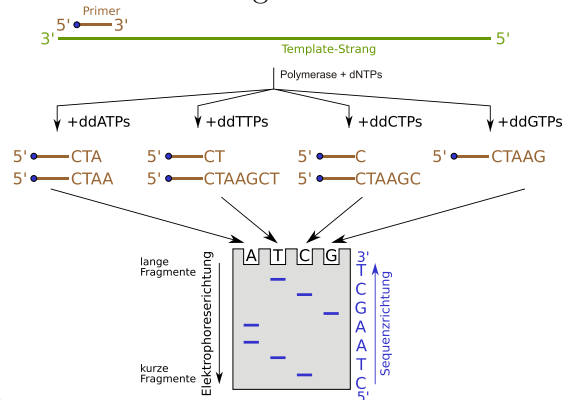 Primer
5' 3'
3' 5'
Template-Strang
Polymerase + dNTPs
+ddATPs +ddTTPs +ddCTPs +ddGTPs
5' CTA 5' CT 5' C 5' CTAAG
5' CTAA 5' CTAAGCT 5' CTAAGC
A T C G
lange
Fragmente
kurze
Fragmente
Elektrophoreserichtung
3'
T
C
G
A
A
T
C
5'
Sequenzrichtung